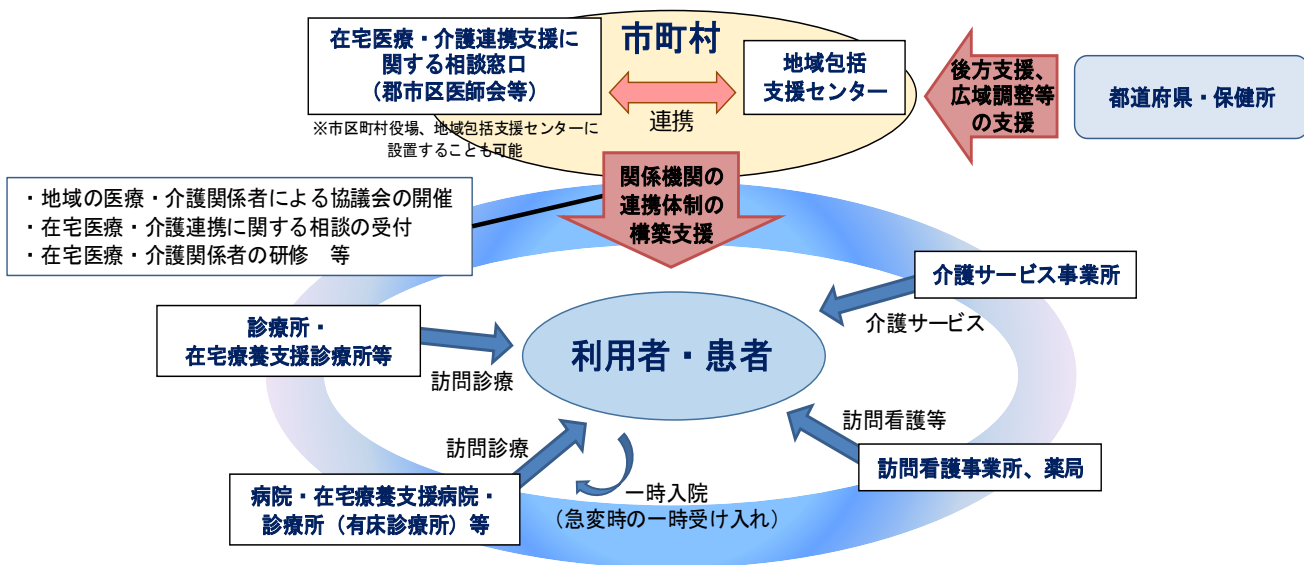 市町村
在宅医療・介護連携支援に
関する相談窓口
（郡市区医師会等）
連携
地域包括
支援センター
※市区町村役場、地域包括支援センターに
設置することも可能
後方支援、
広域調整等
の支援
都道府県・保健所
関係機関の
連携体制の
構築支援
・地域の医療・介護関係者による協議会の開催
・在宅医療・介護連携に関する相談の受付
・在宅医療・介護関係者の研修　等
介護サービス事業所
介護サービス
診療所・
在宅療養支援診療所等
訪問診療
利用者・患者
訪問看護等
訪問看護事業所、薬局
訪問診療
病院・在宅療養支援病院・
診療所（有床診療所）等
一時入院
（急変時の一時受け入れ）